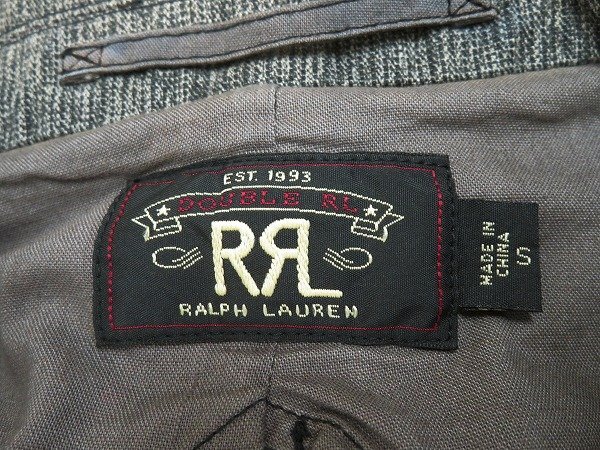 EST. 1993
DOUBLE RL
RRL
RALPH LAUREN
MADE IN
CHINA
S